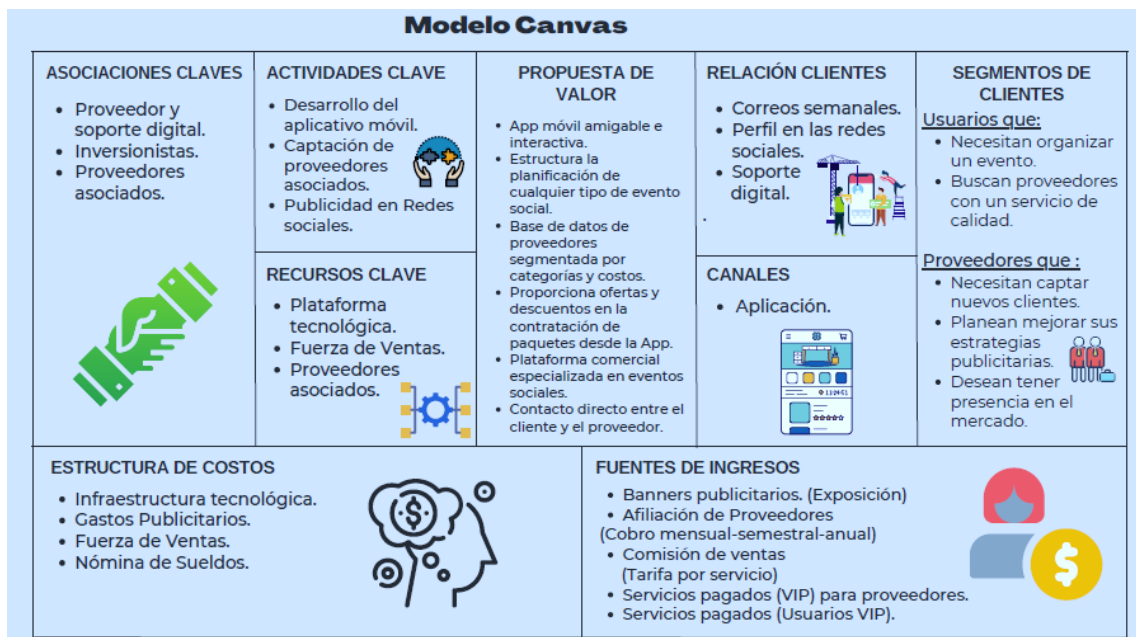 Modelo Canvas
ASOCIACIONES CLAVES
• Proveedor y
soporte digital.
• Inversionistas.
• Proveedores
asociados.
ACTIVIDADES CLAVE
• Desarrollo del
aplicativo móvil.
• Captación de
proveedores
asociados.
• Publicidad en Redes
sociales.
RECURSOS CLAVE
• Plataforma
tecnológica.
• Fuerza de Ventas.
• Proveedores
asociados.
PROPUESTA DE
VALOR
• App móvil amigable e
interactiva.
• Estructura la
planificación de
cualquier tipo de evento
social.
• Base de datos de
proveedores
segmentada por
categorías y costos.
• Proporciona ofertas y
descuentos en la
contratación de
paquetes desde la App.
• Plataforma comercial
especializada en eventos
sociales.
• Contacto directo entre el
cliente y el proveedor.
RELACIÓN CLIENTES
• Correos semanales.
• Perfil en las redes
sociales.
• Soporte
digital.
.
CANALES
• Aplicación.
SEGMENTOS DE
CLIENTES
Usuarios que:
• Necesitan organizar
un evento.
• Buscan proveedores
con un servicio de
calidad.
Proveedores que :
• Necesitan captar
nuevos clientes.
• Planean mejorar sus
estrategias
publicitarias.
• Desean tener
presencia en el
mercado.
ESTRUCTURA DE COSTOS
• Infraestructura tecnológica.
• Gastos Publicitarios.
• Fuerza de Ventas.
• Nómina de Sueldos.
$
FUENTES DE INGRESOS
• Banners publicitarios. (Exposición)
• Afiliación de Proveedores
(Cobro mensual-semestral-anual)
• Comisión de ventas
(Tarifa por servicio)
• Servicios pagados (VIP) para proveedores.
• Servicios pagados (Usuarios VIP).
$